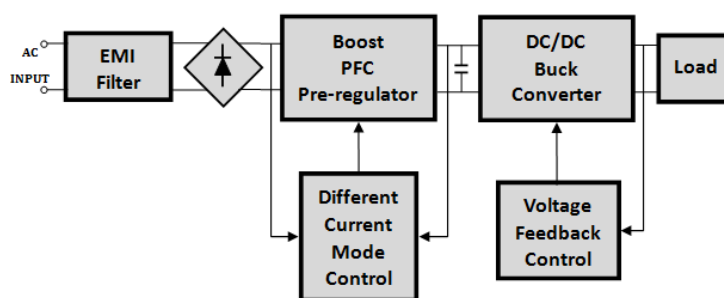 AC
INPUT
EMI
Filter
Boost
PFC
Pre-regulator
DC/DC
Buck
Converter
Load
Different
Current
Mode
Control
Voltage
Feedback
Control